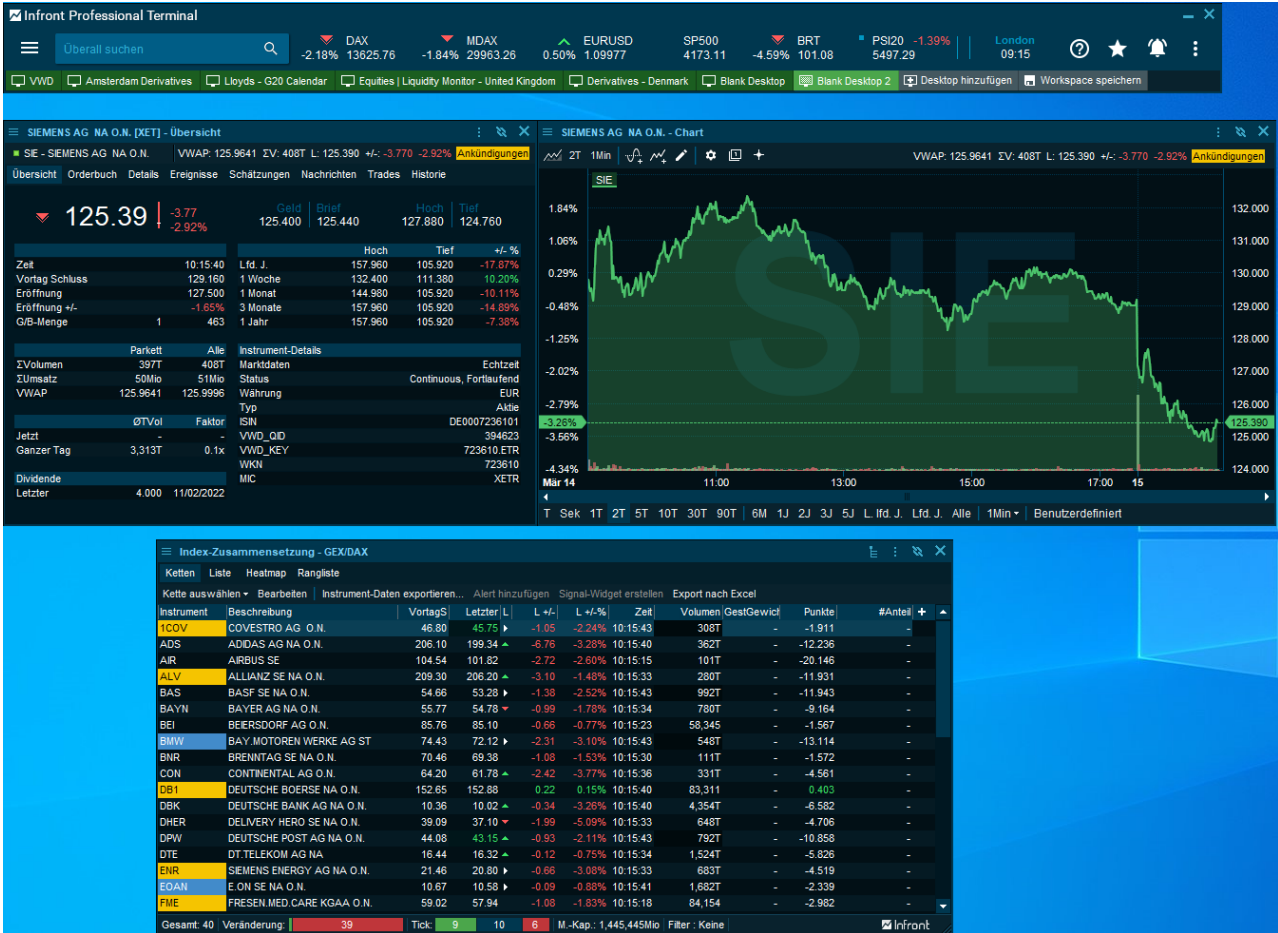 Infront Professional Terminal
Überall suchen
DAX MDAX EURUSD SP500 BRT PSI20 -1.39% London
-2.18% 13625.76 -1.84% 29963.26 0.50% 1.09977 4173.11 -4.59% 101.08 5497.29 09:15
VWD Amsterdam Derivatives Lloyds - G20 Calendar Equities | Liquidity Monitor - United Kingdom Derivatives - Denmark Blank Desktop Blank Desktop 2 Desktop hinzufügen Workspace speichern
SIEMENS AG NA O.N. [XET] - Übersicht
SIE - SIEMENS AG NA O.N. VWAP: 125.9641 ΣV: 408T L: 125.390 +/-: -3.770 -2.92% Ankündigungen
Übersicht Orderbuch Details Ereignisse Schätzungen Nachrichten Trades Historie
125.39 -3.77 Geld Brief Hoch Tief
-2.92% 125.400 125.440 127.880 124.760
Hoch Tief +/- %
Zeit 10:15:40 Lfd. J. 157.960 105.920 -17.87%
Vortag Schluss 129.160 1 Woche 132.400 111.380 10.20%
Eröffnung 127.500 1 Monat 144.980 105.920 -10.11%
Eröffnung +/- -1.65% 3 Monate 157.960 105.920 -14.89%
G/B-Menge 1 463 1 Jahr 157.960 105.920 -7.38%
Parkett Alle Instrument-Details
ΣVolumen 397T 408T Marktdaten Echtzeit
ΣUmsatz 50Mio 51Mio Status Continuous, Fortlaufend
VWAP 125.9641 125.9996 Währung EUR
Typ Aktie
ØTVol Faktor ISIN DE0007236101
Jetzt - - VWD_QID 394623
Ganzer Tag 3,313T 0.1x VWD_KEY 723610.ETR
WKN 723610
Dividende MIC XETR
Letzter 4.000 11/02/2022
SIEMENS AG NA O.N. - Chart
2T 1Min VWAP: 125.9641 ΣV: 408T L: 125.390 +/-: -3.770 -2.92% Ankündigungen
SIE
SIE
1.84% 132.000
1.06% 131.000
0.29% 130.000
-0.48% 129.000
-1.25% 128.000
-2.02% 127.000
-2.79% 126.000
-3.26% 125.390
-3.56% 125.000
-4.34% 124.000
Mär 14 11:00 13:00 15:00 17:00 15
T Sek 1T 2T 5T 10T 30T 90T 6M 1J 2J 3J 5J L. lfd. J. Lfd. J. Alle 1Min Benutzerdefiniert
Index-Zusammensetzung - GEX/DAX
Ketten Liste Heatmap Rangliste
Kette auswählen Bearbeiten Instrument-Daten exportieren... Alert hinzufügen Signal-Widget erstellen Export nach Excel
Instrument Beschreibung VortagS Letzter L L +/- L +/-% Zeit Volumen GestGewich Punkte #Anteil +
1COV COVESTRO AG O.N. 46.80 45.75 -1.05 -2.24% 10:15:43 308T - -1.911 -
ADS ADIDAS AG NA O.N. 206.10 199.34 -6.76 -3.28% 10:15:40 362T - -12.236 -
AIR AIRBUS SE 104.54 101.82 -2.72 -2.60% 10:15:15 101T - -20.146 -
ALV ALLIANZ SE NA O.N. 209.30 206.20 -3.10 -1.48% 10:15:33 280T - -11.931 -
BAS BASF SE NA O.N. 54.66 53.28 -1.38 -2.52% 10:15:43 992T - -11.943 -
BAYN BAYER AG NA O.N. 55.77 54.78 -0.99 -1.78% 10:15:34 780T - -9.164 -
BEI BEIERSDORF AG O.N. 85.76 85.10 -0.66 -0.77% 10:15:23 58,345 - -1.567 -
BMW BAY.MOTOREN WERKE AG ST 74.43 72.12 -2.31 -3.10% 10:15:43 548T - -13.114 -
BNR BRENNTAG SE NA O.N. 70.46 69.38 -1.08 -1.53% 10:15:30 111T - -1.572 -
CON CONTINENTAL AG O.N. 64.20 61.78 -2.42 -3.77% 10:15:36 331T - -4.561 -
DB1 DEUTSCHE BOERSE NA O.N. 152.65 152.88 0.22 0.15% 10:15:40 83,311 - 0.403 -
DBK DEUTSCHE BANK AG NA O.N. 10.36 10.02 -0.34 -3.26% 10:15:40 4,354T - -6.582 -
DHER DELIVERY HERO SE NA O.N. 39.09 37.10 -1.99 -5.09% 10:15:33 648T - -4.706 -
DPW DEUTSCHE POST AG NA O.N. 44.08 43.15 -0.93 -2.11% 10:15:43 792T - -10.858 -
DTE DT.TELEKOM AG NA 16.44 16.32 -0.12 -0.75% 10:15:34 1,524T - -5.826 -
ENR SIEMENS ENERGY AG NA O.N. 21.46 20.80 -0.66 -3.08% 10:15:33 683T - -4.519 -
EOAN E.ON SE NA O.N. 10.67 10.58 -0.09 -0.88% 10:15:41 1,682T - -2.339 -
FME FRESEN.MED.CARE KGAA O.N. 59.02 57.94 -1.08 -1.83% 10:15:18 84,154 - -2.982 -
Gesamt: 40 Veränderung: 39 Tick: 9 10 6 M.-Kap.: 1,445,445Mio Filter : Keine Infront